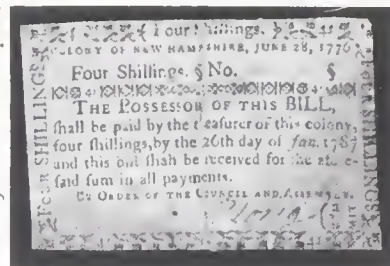 Four Shillings.
COLONY OF NEW HAMPSHIRE, JUNE 28, 1776
Four Shillings. § No. §
THE POSSESSOR OF THIS BILL,
ſhall be paid by the treaſurer of this colony,
four ſhillings, by the 26th day of Jan. 1787
and this bill ſhall be received for the
ſaid ſum in all payments.
BY ORDER OF THE COUNCIL AND ASSEMBLY.
FOUR SHILLINGS
FOUR SHILLINGS